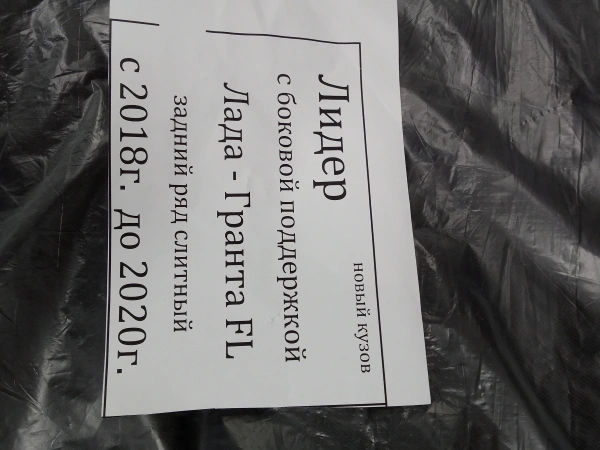 новый кузов
Лидер
с боковой поддержкой
Лада - Гранта FL
задний ряд слитный
с 2018г. до 2020г.